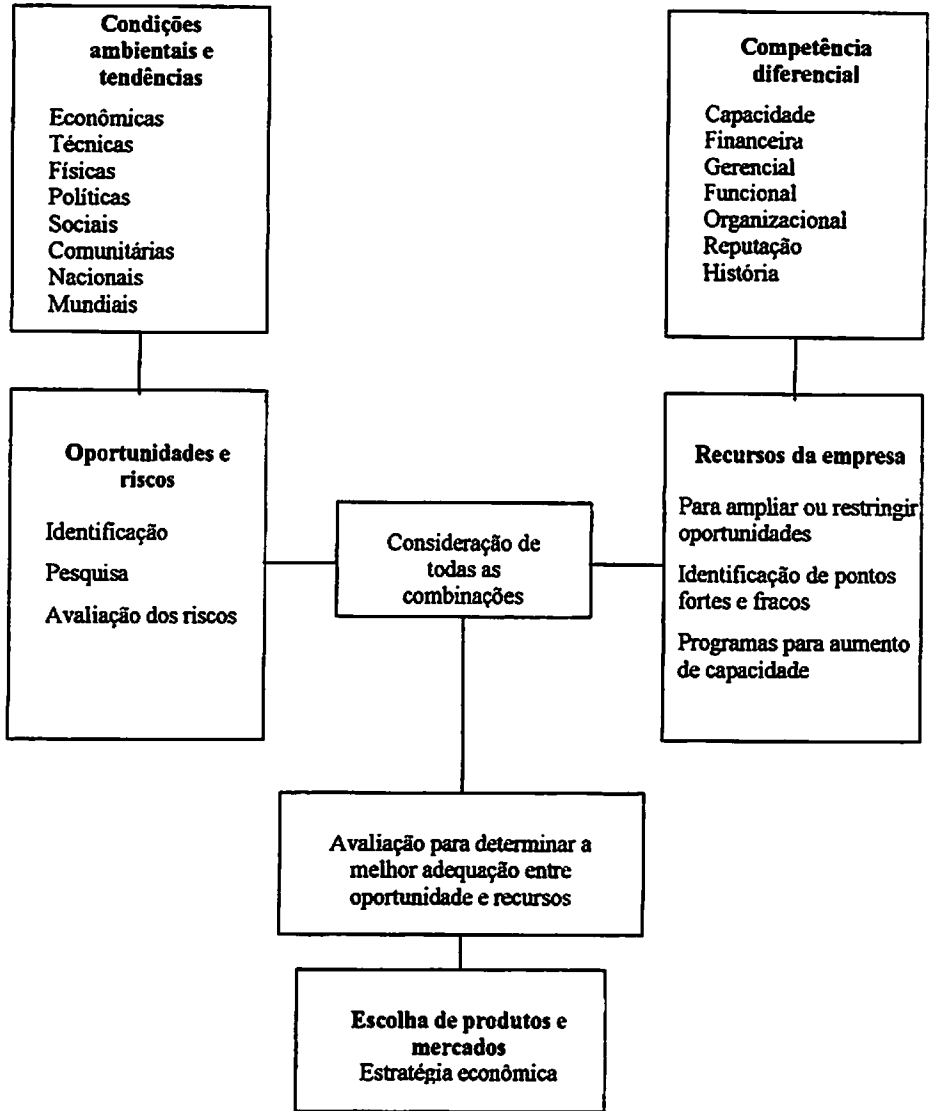 Condições
ambientais e
tendências
Econômicas
Técnicas
Físicas
Políticas
Sociais
Comunitárias
Nacionais
Mundiais
Competência
diferencial
Capacidade
Financeira
Gerencial
Funcional
Organizacional
Reputação
História
Oportunidades e
riscos
Identificação
Pesquisa
Avaliação dos riscos
Consideração de
todas as
combinações
Recursos da empresa
Para ampliar ou restringir
oportunidades
Identificação de pontos
fortes e fracos
Programas para aumento
de capacidade
Avaliação para determinar a
melhor adequação entre
oportunidade e recursos
Escolha de produtos e
mercados
Estratégia econômica